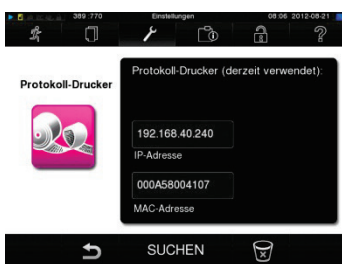 389 :770 Einstellungen 08:06 2012-08-21
Protokoll-Drucker
Protokoll-Drucker (derzeit verwendet):
192.168.40.240
IP-Adresse
000A58004107
MAC-Adresse
SUCHEN